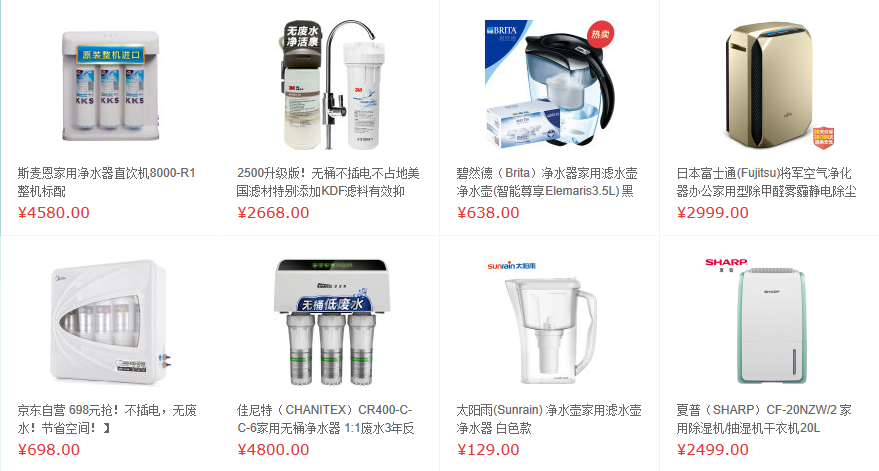 原装整机进口
KKS KKS KKS
无废水
净活泉
3M
3M
BRITA
热卖
斯麦恩家用净水器直饮机8000-R1
整机标配
¥4580.00
2500升级版！无桶不插电不占地美
国滤材特别添加KDF滤料有效抑
¥2668.00
碧然德（Brita）净水器家用滤水壶
净水壶(智能尊享Elemaris3.5L) 黑
¥638.00
日本富士通(Fujitsu)将军空气净化
器办公家用型除甲醛雾霾静电除尘
¥2999.00
Midea
CHANITEX
无桶低废水
sunrain 太阳雨
SHARP
夏普
SHARP
京东自营 698元抢！不插电，无废
水！节省空间！】
¥698.00
佳尼特（CHANITEX）CR400-C-
C-6家用无桶净水器 1:1废水3年反
¥4800.00
太阳雨(Sunrain) 净水壶家用滤水壶
净水器 白色款
¥129.00
夏普（SHARP）CF-20NZW/2 家
用除湿机/抽湿机干衣机20L
¥2499.00